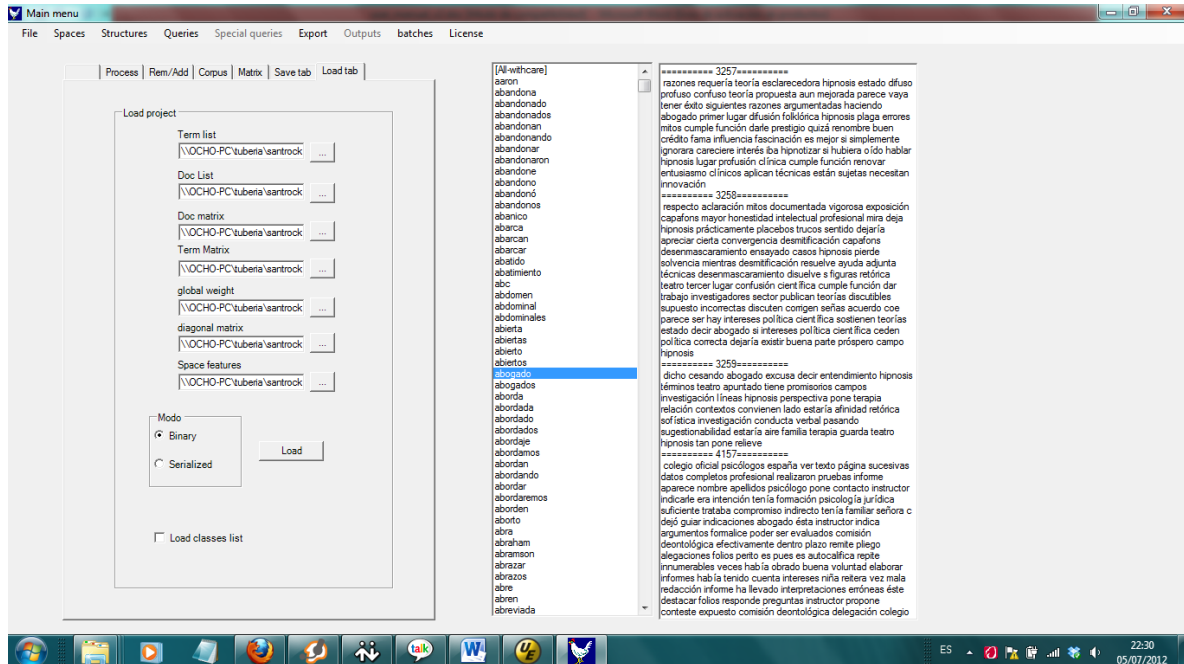 Main menu
File Spaces Structures Queries Special queries Export Outputs batches License
Process Rem/Add Corpus Matrix Save tab Load tab
Load project
Term list
\\OCHO-PC\tuberia\santrock ...
Doc List
\\OCHO-PC\tuberia\santrock ...
Doc matrix
\\OCHO-PC\tuberia\santrock ...
Term Matrix
\\OCHO-PC\tuberia\santrock ...
global weight
\\OCHO-PC\tuberia\santrock ...
diagonal matrix
\\OCHO-PC\tuberia\santrock ...
Space features
\\OCHO-PC\tuberia\santrock ...
Modo
Binary
Serialized
Load
Load classes list
[All-withcare]
aaron
abandona
abandonado
abandonados
abandonan
abandonando
abandonar
abandonaron
abandone
abandono
abandonó
abandonos
abanico
abarca
abarcan
abarcar
abatido
abatimiento
abc
abdomen
abdominal
abdominales
abierta
abiertas
abierto
abiertos
abogado
abogados
aborda
abordada
abordado
abordados
abordaje
abordamos
abordan
abordando
abordar
abordaremos
aborden
aborto
abra
abraham
abramson
abrazar
abrazos
abre
abren
abreviada
========== 3257==========
razones requería teoría esclarecedora hipnosis estado difuso
profuso confuso teoría propuesta aun mejorada parece vaya
tener éxito siguientes razones argumentadas haciendo
abogado primer lugar difusión folklórica hipnosis plaga errores
mitos cumple función darle prestigio quizá renombre buen
crédito fama influencia fascinación es mejor si simplemente
ignorara careciere interés iba hipnotizar si hubiera oído hablar
hipnosis lugar profusión clínica cumple función renovar
entusiasmo clínicos aplican técnicas están sujetas necesitan
innovación
========== 3258==========
respecto aclaración mitos documentada vigorosa exposición
capafons mayor honestidad intelectual profesional mira deja
hipnosis prácticamente placebos trucos sentido dejaría
apreciar cierta convergencia desmitificación capafons
desenmascaramiento ensayado casos hipnosis pierde
solvencia mientras desmitificación resuelve ayuda adjunta
técnicas desenmascaramiento disuelve s figuras retórica
teatro tercer lugar confusión científica cumple función dar
trabajo investigadores sector publican teorías discutibles
supuesto incorrectas discuten corrigen señas acuerdo coe
parece ser hay intereses política científica sostienen teorías
estado decir abogado si intereses política científica ceden
política correcta dejaría existir buena parte próspero campo
hipnosis
========== 3259==========
dicho cesando abogado excusa decir entendimiento hipnosis
términos teatro apuntado tiene promisorios campos
investigación líneas hipnosis perspectiva pone terapia
relación contextos convienen lado estaría afinidad retórica
sofística investigación conducta verbal pasando
sugestionabilidad estaría aire familia terapia guarda teatro
hipnosis tan pone relieve
========== 4157==========
colegio oficial psicólogos españa ver texto página sucesivas
datos completos profesional realizaron pruebas informe
aparece nombre apellidos psicólogo pone contacto instructor
indicarle era intención tenía formación psicología jurídica
suficiente trataba compromiso indirecto tenía familiar señora c
dejó guiar indicaciones abogado ésta instructor indica
argumentos formalice poder ser evaluados comisión
deontológica efectivamente dentro plazo remite pliego
alegaciones folios perito es pues es autocalifica repite
innumerables veces había obrado buena voluntad elaborar
informes había tenido cuenta intereses niña reitera vez mala
redacción informe ha llevado interpretaciones erróneas éste
destacar folios responde preguntas instructor propone
conteste expuesto comisión deontológica delegación colegio
talk
ES
22:30
05/07/2012